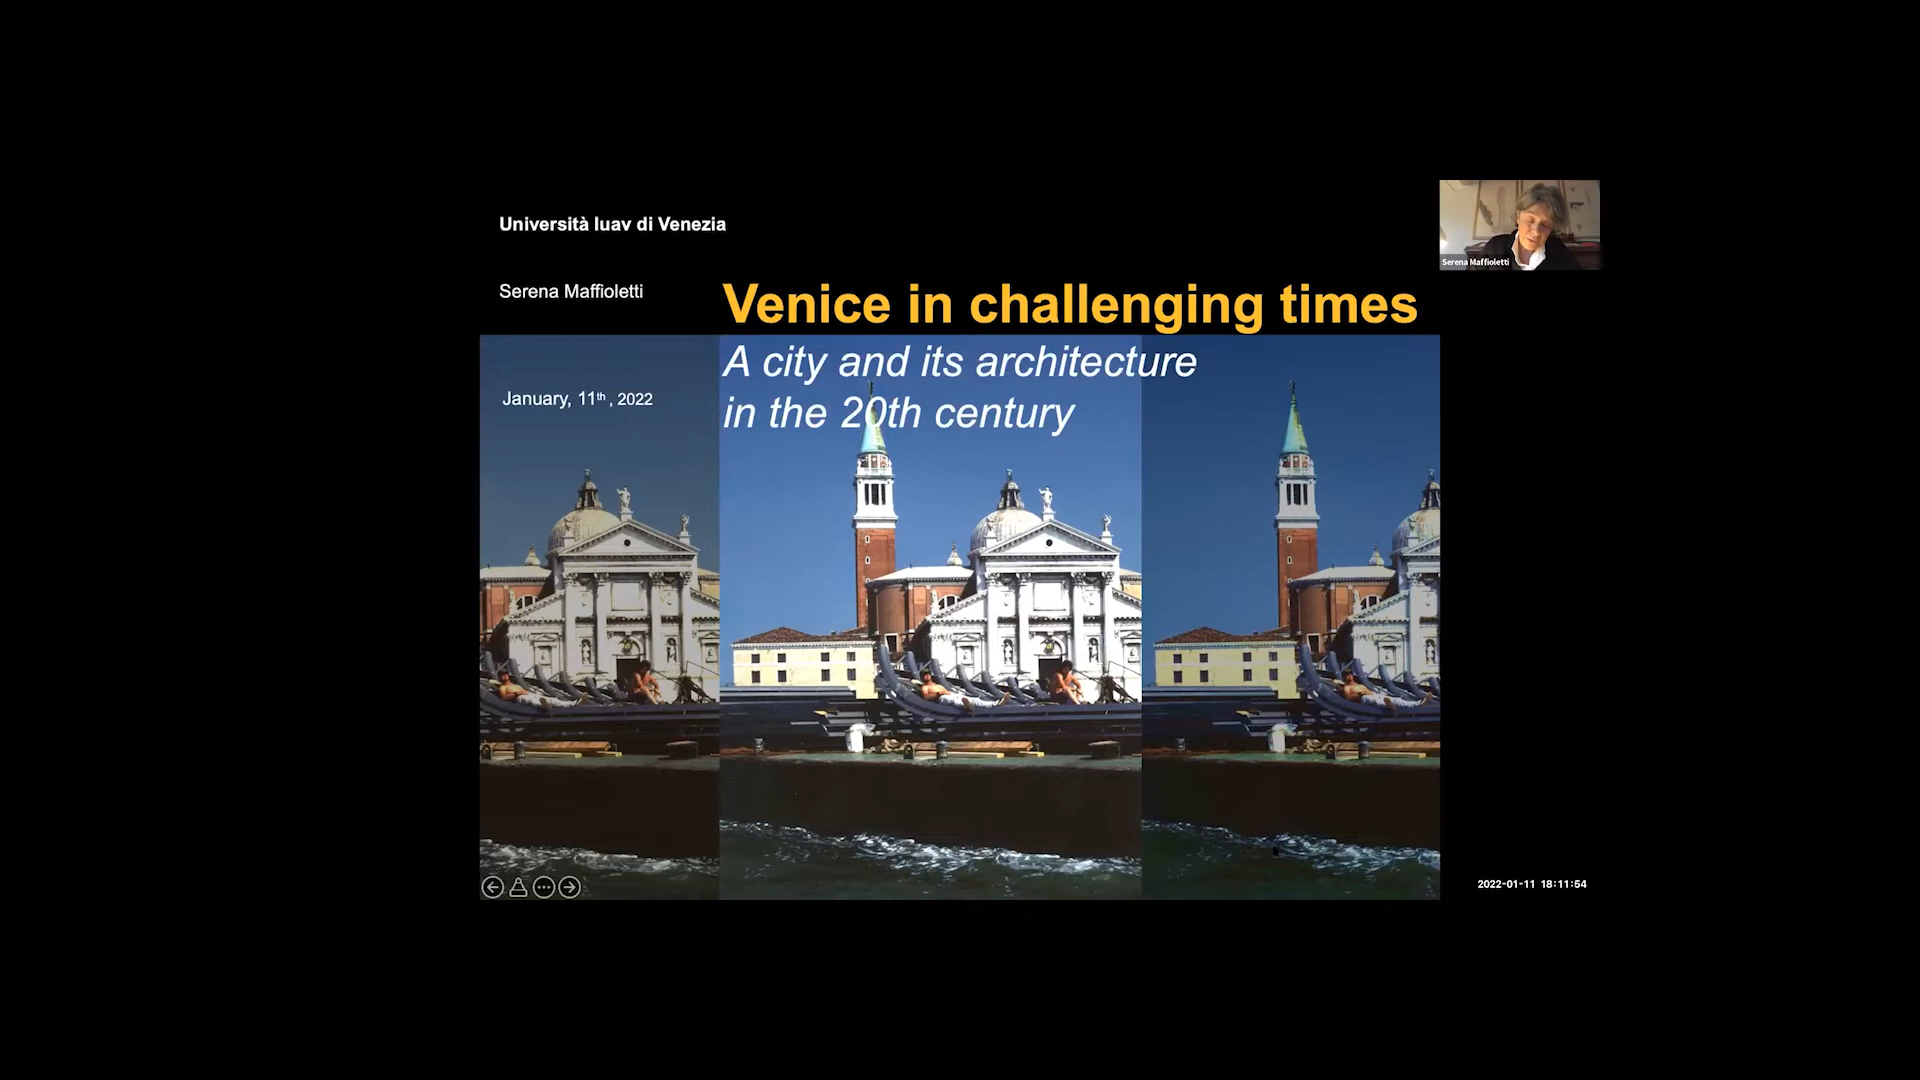 Università Iuav di Venezia
Serena Maffioletti
Serena Maffioletti
Venice in challenging times
A city and its architecture
in the 20th century
January, 11th , 2022
2022-01-11 18:11:54